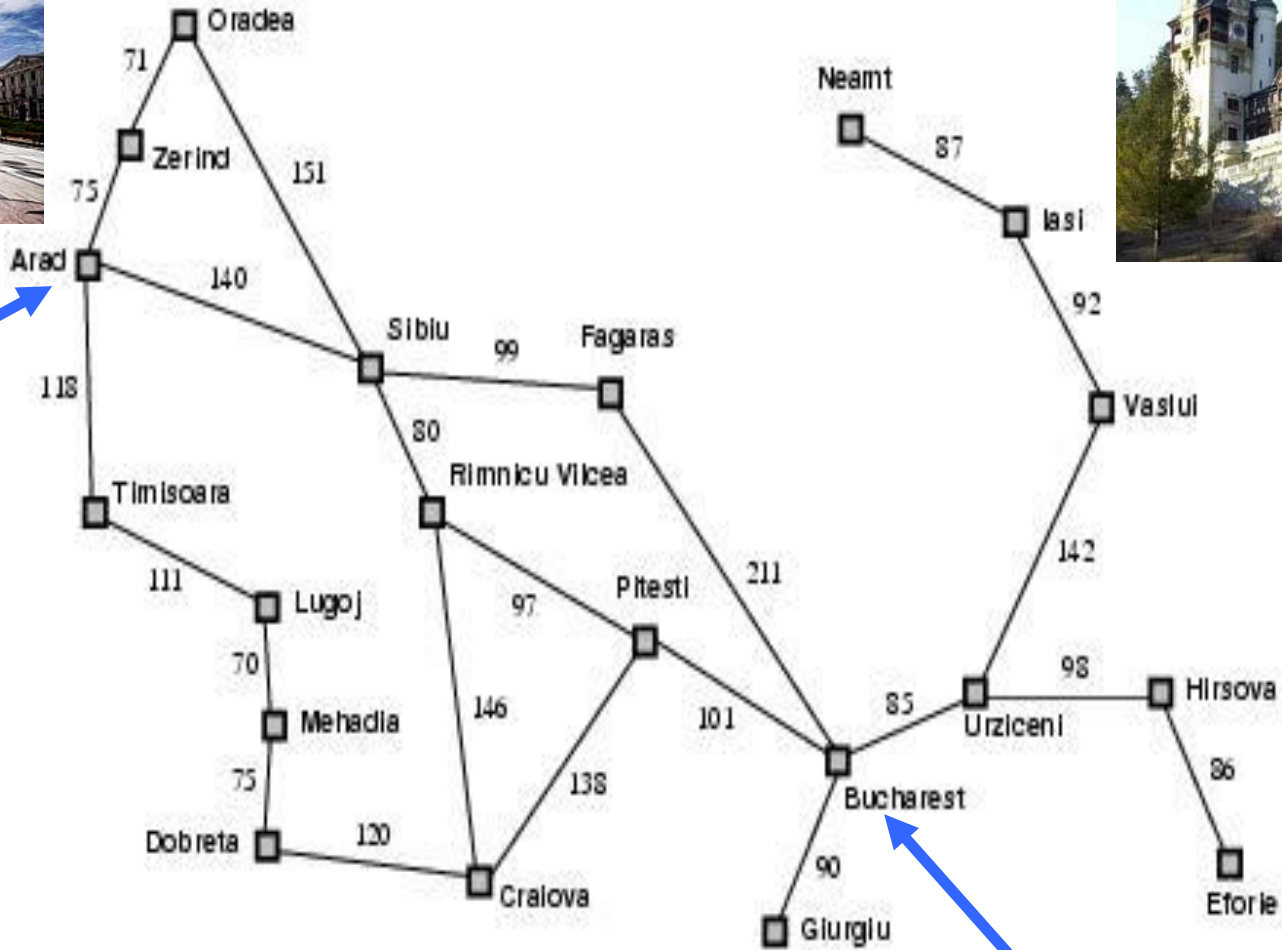 Oradea
71
Neamt
Zerind
87
151
75
Iasi
Arad
140
92
Sibiu
Fagaras
99
118
Vaslui
80
Rimnicu Vilcea
Timisoara
142
211
111
Pitesti
Lugoj
97
70
98
Hirsova
146
85
Mehadia
101
Urziceni
75
138
86
Bucharest
Dobreta
120
90
Craiova
Eforie
Giurgiu